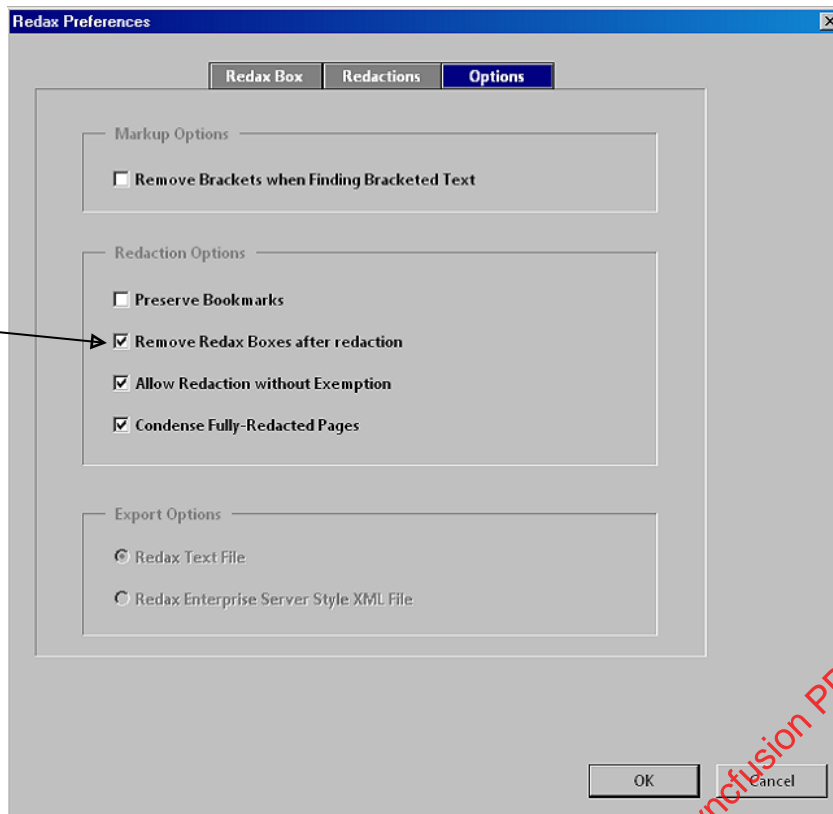 Redax Preferences
Redax Box Redactions Options
Markup Options
Remove Brackets when Finding Bracketed Text
Redaction Options
Preserve Bookmarks
Remove Redax Boxes after redaction
Allow Redaction without Exemption
Condense Fully-Redacted Pages
Export Options
Redax Text File
Redax Enterprise Server Style XML File
OK Cancel